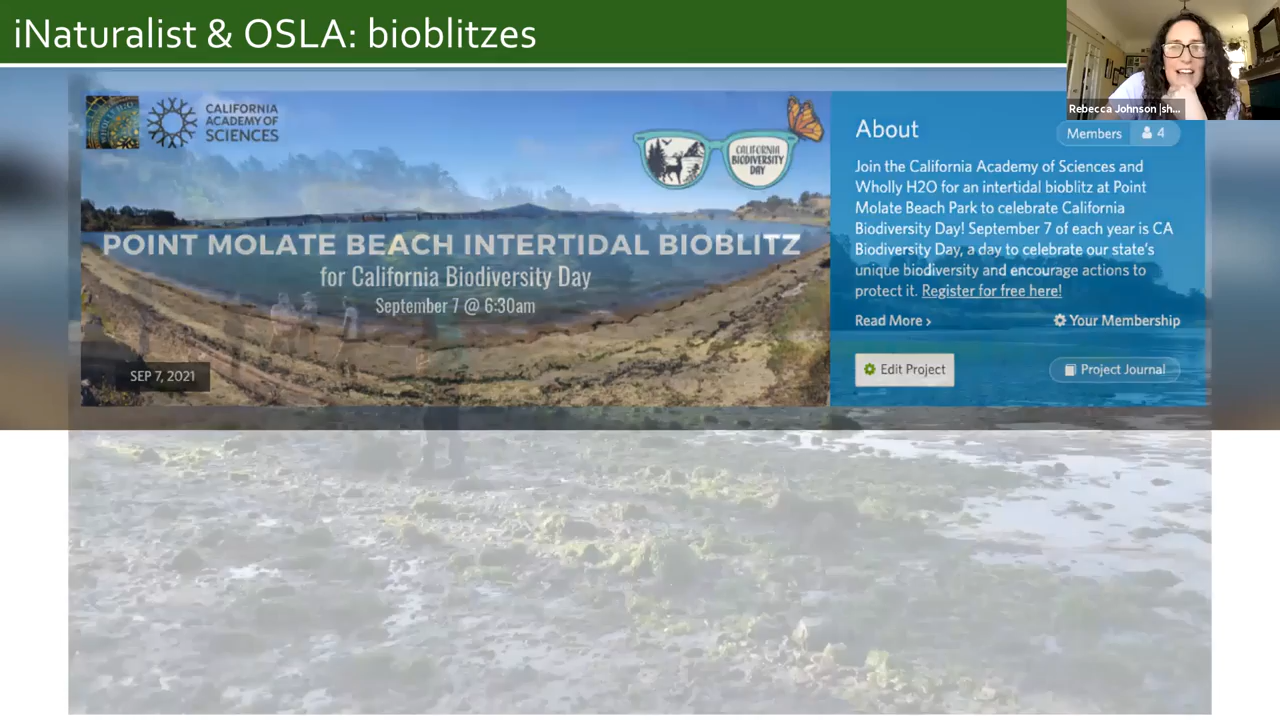 iNaturalist & OSLA: bioblitzes
Rebecca Johnson |sh...
CALIFORNIA
ACADEMY OF
SCIENCES
CALIFORNIA
BIODIVERSITY
DAY
POINT MOLATE BEACH INTERTIDAL BIOBLITZ
for California Biodiversity Day
September 7 @ 6:30am
SEP 7, 2021
About
Members 4
Join the California Academy of Sciences and
Wholly H2O for an intertidal bioblitz at Point
Molate Beach Park to celebrate California
Biodiversity Day! September 7 of each year is CA
Biodiversity Day, a day to celebrate our state's
unique biodiversity and encourage actions to
protect it. Register for free here!
Read More ›
Your Membership
Edit Project
Project Journal